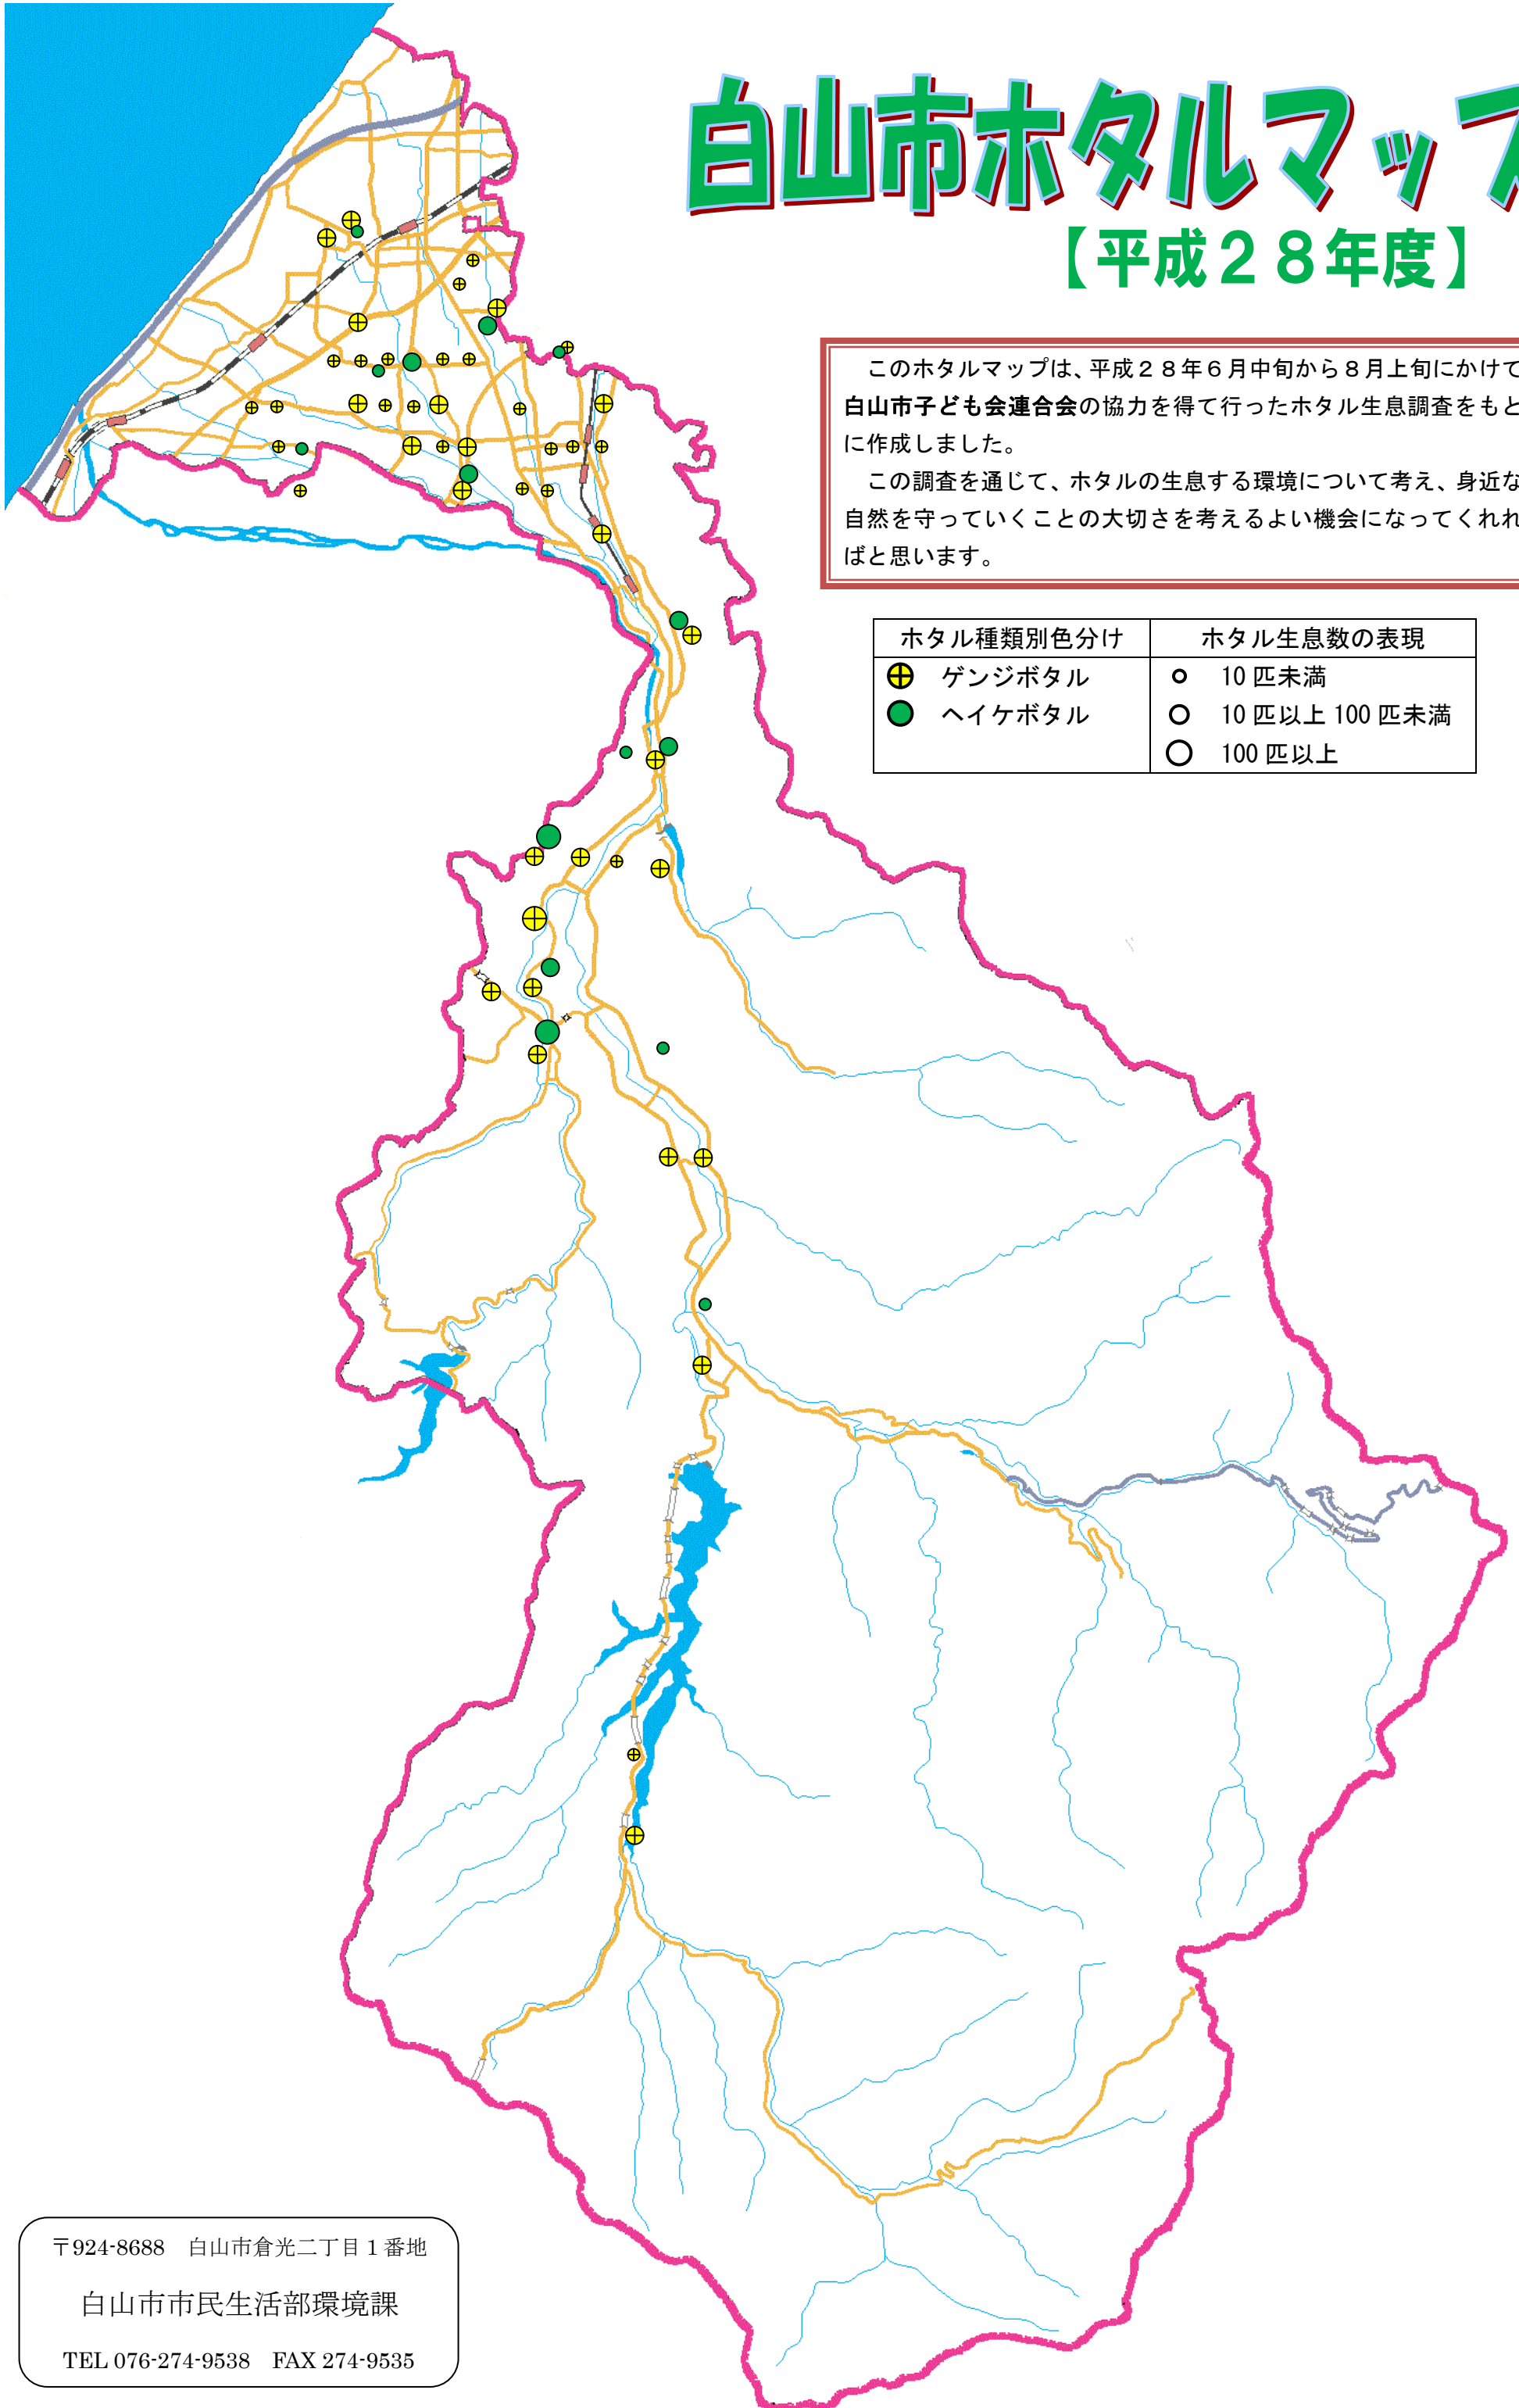 白山市ホタルマップ
【平成２８年度】
このホタルマップは、平成２８年６月中旬から８月上旬にかけて
白山市子ども会連合会の協力を得て行ったホタル生息調査をもと
に作成しました。
この調査を通じて、ホタルの生息する環境について考え、身近な
自然を守っていくことの大切さを考えるよい機会になってくれれ
ばと思います。
ホタル種類別色分け ホタル生息数の表現
ゲンジボタル 10 匹未満
ヘイケボタル 10 匹以上 100 匹未満
100 匹以上
〒924-8688　白山市倉光二丁目１番地
白山市市民生活部環境課
TEL 076-274-9538　FAX 274-9535